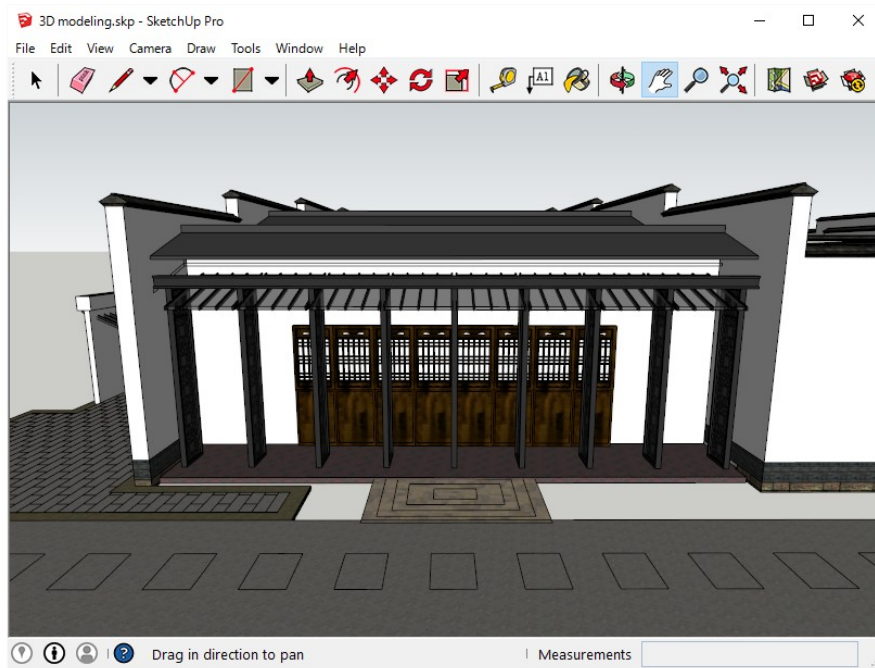 3D modeling.skp - SketchUp Pro
File Edit View Camera Draw Tools Window Help
A1
Drag in direction to pan
Measurements